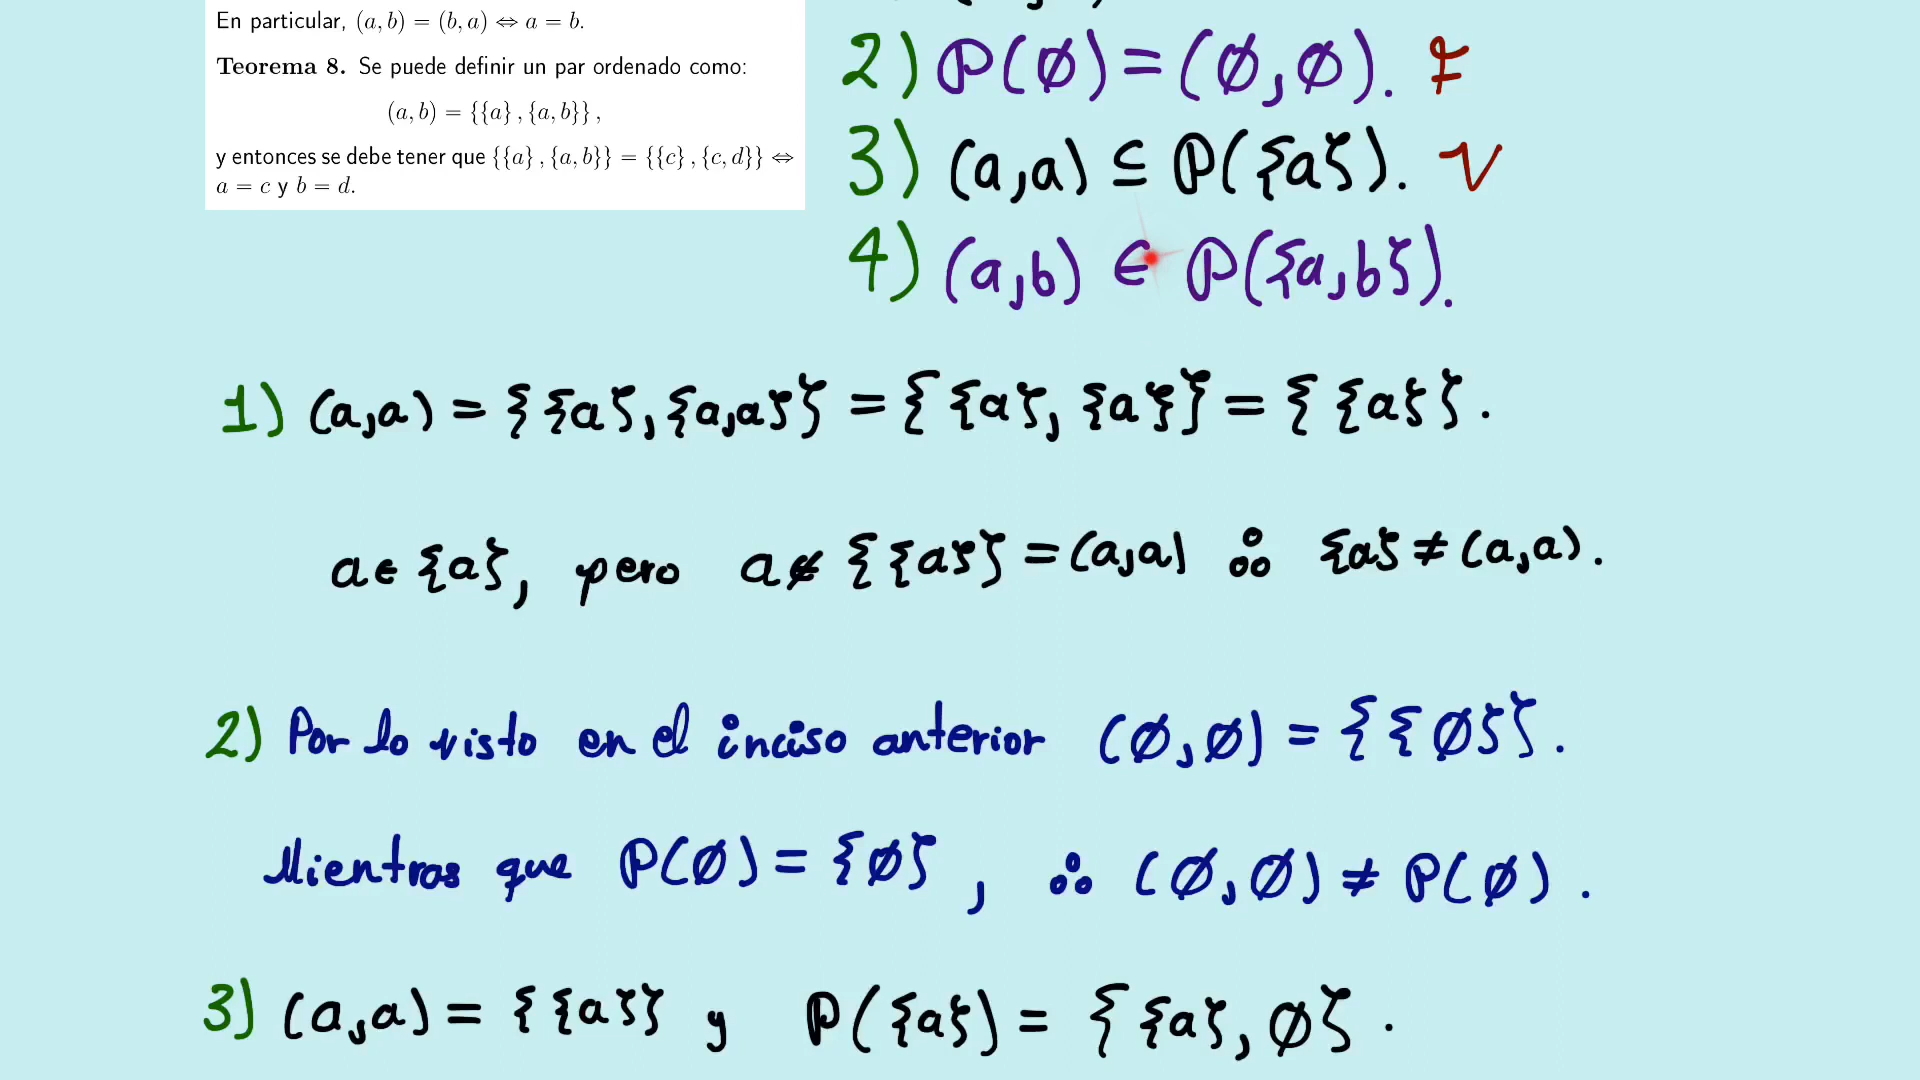 En particular, (a, b) = (b, a) ⇔ a = b.
Teorema 8. Se puede definir un par ordenado como:
(a, b) = {{a} , {a, b}} ,
y entonces se debe tener que {{a} , {a, b}} = {{c} , {c, d}} ⇔
a = c y b = d.
2) P(∅) = (∅,∅). F
3) (a,a) ⊆ P({a}). V
4) (a,b) ∈ P({a,b}).
1) (a,a) = {{a},{a,a}} = {{a},{a}} = {{a}}.
a∈{a}, pero a∉{{a}} = (a,a) ∴ {a} ≠ (a,a).
2) Por lo visto en el inciso anterior (∅,∅) = {{∅}}.
Mientras que P(∅) = {∅}, ∴ (∅,∅) ≠ P(∅).
3) (a,a) = {{a}} y P({a}) = {{a},∅}.